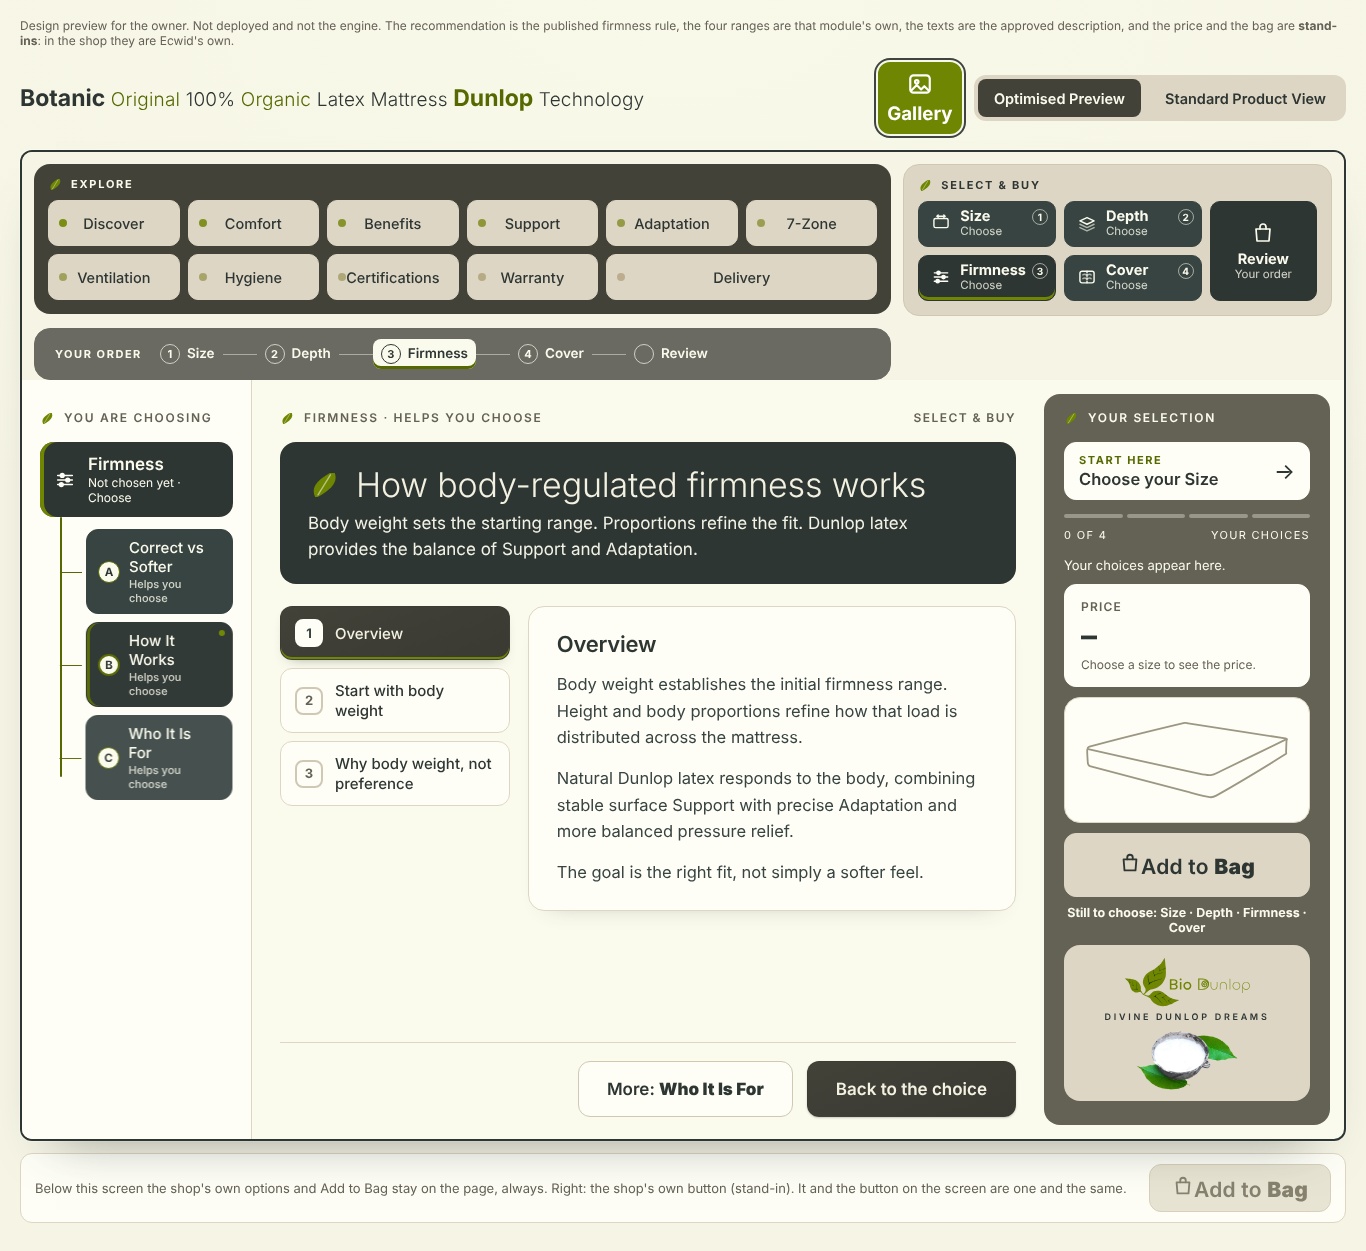 Design preview for the owner. Not deployed and not the engine. The recommendation is the published firmness rule, the four ranges are that module's own, the texts are the approved description, and the price and the bag are stand-
ins: in the shop they are Ecwid's own.
Botanic Original 100% Organic Latex Mattress Dunlop Technology
Gallery
Optimised Preview
Standard Product View
EXPLORE
Discover
Comfort
Benefits
Support
Adaptation
7-Zone
Ventilation
Hygiene
Certifications
Warranty
Delivery
SELECT & BUY
Size
Choose
1
Depth
Choose
2
Firmness
Choose
3
Cover
Choose
4
Review
Your order
YOUR ORDER
1 Size
2 Depth
3 Firmness
4 Cover
Review
YOU ARE CHOOSING
Firmness
Not chosen yet ·
Choose
A
Correct vs
Softer
Helps you
choose
B
How It
Works
Helps you
choose
C
Who It Is
For
Helps you
choose
FIRMNESS · HELPS YOU CHOOSE
SELECT & BUY
How body-regulated firmness works
Body weight sets the starting range. Proportions refine the fit. Dunlop latex
provides the balance of Support and Adaptation.
1 Overview
2 Start with body
weight
3 Why body weight, not
preference
Overview
Body weight establishes the initial firmness range.
Height and body proportions refine how that load is
distributed across the mattress.
Natural Dunlop latex responds to the body, combining
stable surface Support with precise Adaptation and
more balanced pressure relief.
The goal is the right fit, not simply a softer feel.
More: Who It Is For
Back to the choice
YOUR SELECTION
START HERE
Choose your Size
0 OF 4
YOUR CHOICES
Your choices appear here.
PRICE
–
Choose a size to see the price.
Add to Bag
Still to choose: Size · Depth · Firmness ·
Cover
Bio Dunlop
DIVINE DUNLOP DREAMS
Below this screen the shop's own options and Add to Bag stay on the page, always. Right: the shop's own button (stand-in). It and the button on the screen are one and the same.
Add to Bag